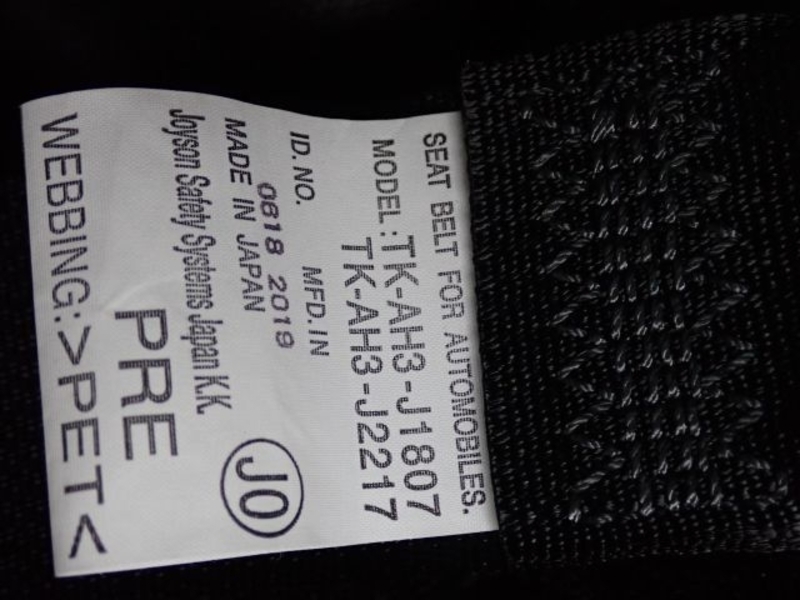 SEAT BELT FOR AUTOMOBILES.
MODEL: TK-AH3-J1807
TK-AH3-J2217
ID. NO. MFD. IN
0818 2019
MADE IN JAPAN
JO
Joyson Safety Systems Japan K.K.
PRE
WEBBING:>PET<